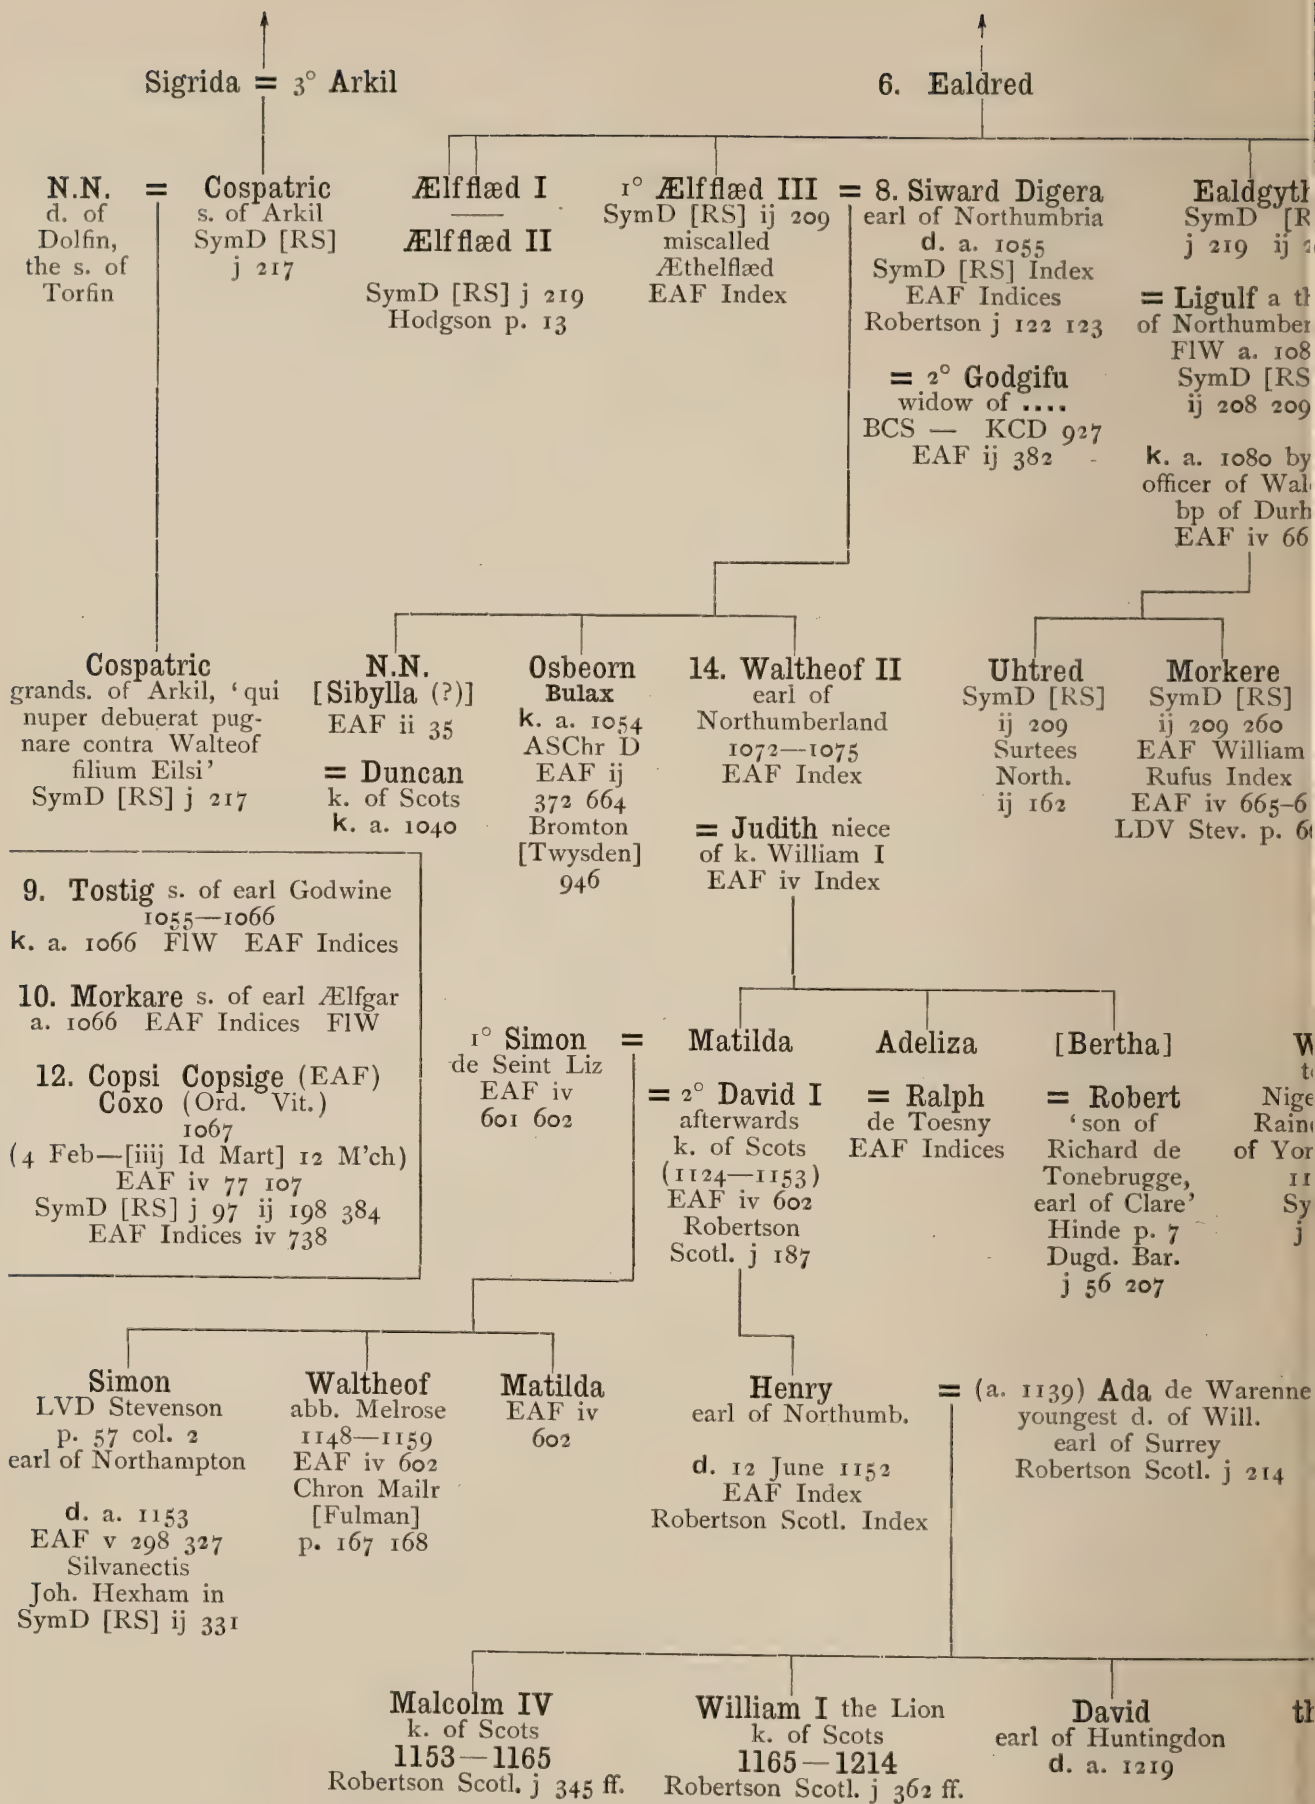 Sigrida = 3° Arkil
6. Ealdred
N.N. = Cospatric
d. of
Dolfin,
the s. of
Torfin
s. of Arkil
SymD [RS]
j 217
Ælfflæd I
Ælfflæd II
SymD [RS] j 219
Hodgson p. 13
1° Ælfflæd III = 8. Siward Digera
SymD [RS] ij 209
miscalled
Æthelflæd
EAF Index
earl of Northumbria
d. a. 1055
SymD [RS] Index
EAF Indices
Robertson j 122 123
= 2° Godgifu
widow of ....
BCS — KCD 927
EAF ij 382
Ealdgyth
SymD [R
j 219 ij
= Ligulf a th
of Northumber
FlW a. 108
SymD [RS
ij 208 209
k. a. 1080 by
officer of Wal
bp of Durh
EAF iv 66
Cospatric
grands. of Arkil, ‘qui
nuper debuerat pug-
nare contra Walteof
filium Eilsi’
SymD [RS] j 217
N.N.
[Sibylla (?)]
EAF ii 35
= Duncan
k. of Scots
k. a. 1040
Osbeorn
Bulax
k. a. 1054
ASChr D
EAF ij
372 664
Bromton
[Twysden]
946
14. Waltheof II
earl of
Northumberland
1072—1075
EAF Index
= Judith niece
of k. William I
EAF iv Index
Uhtred
SymD [RS]
ij 209
Surtees
North.
ij 162
Morkere
SymD [RS]
ij 209 260
EAF William
Rufus Index
EAF iv 665-6
LDV Stev. p. 6
9. Tostig s. of earl Godwine
1055—1066
k. a. 1066 FlW EAF Indices
10. Morkare s. of earl Ælfgar
a. 1066 EAF Indices FlW
12. Copsi Copsige (EAF)
Coxo (Ord. Vit.)
1067
(4 Feb—[iiij Id Mart] 12 M'ch)
EAF iv 77 107
SymD [RS] j 97 ij 198 384
EAF Indices iv 738
1° Simon =
de Seint Liz
EAF iv
601 602
Matilda
= 2° David I
afterwards
k. of Scots
(1124—1153)
EAF iv 602
Robertson
Scotl. j 187
Adeliza
= Ralph
de Toesny
EAF Indices
[Bertha]
= Robert
‘son of
Richard de
Tonebrugge,
earl of Clare’
Hinde p. 7
Dugd. Bar.
j 56 207
W
t
Nige
Rain
of Yor
11
Sy
j
Simon
LVD Stevenson
p. 57 col. 2
earl of Northampton
d. a. 1153
EAF v 298 327
Silvanectis
Joh. Hexham in
SymD [RS] ij 331
Waltheof
abb. Melrose
1148—1159
EAF iv 602
Chron Mailr
[Fulman]
p. 167 168
Matilda
EAF iv
602
Henry
earl of Northumb.
d. 12 June 1152
EAF Index
Robertson Scotl. Index
= (a. 1139) Ada de Warenne
youngest d. of Will.
earl of Surrey
Robertson Scotl. j 214
Malcolm IV
k. of Scots
1153—1165
Robertson Scotl. j 345 ff.
William I the Lion
k. of Scots
1165—1214
Robertson Scotl. j 362 ff.
David
earl of Huntingdon
d. a. 1219
th